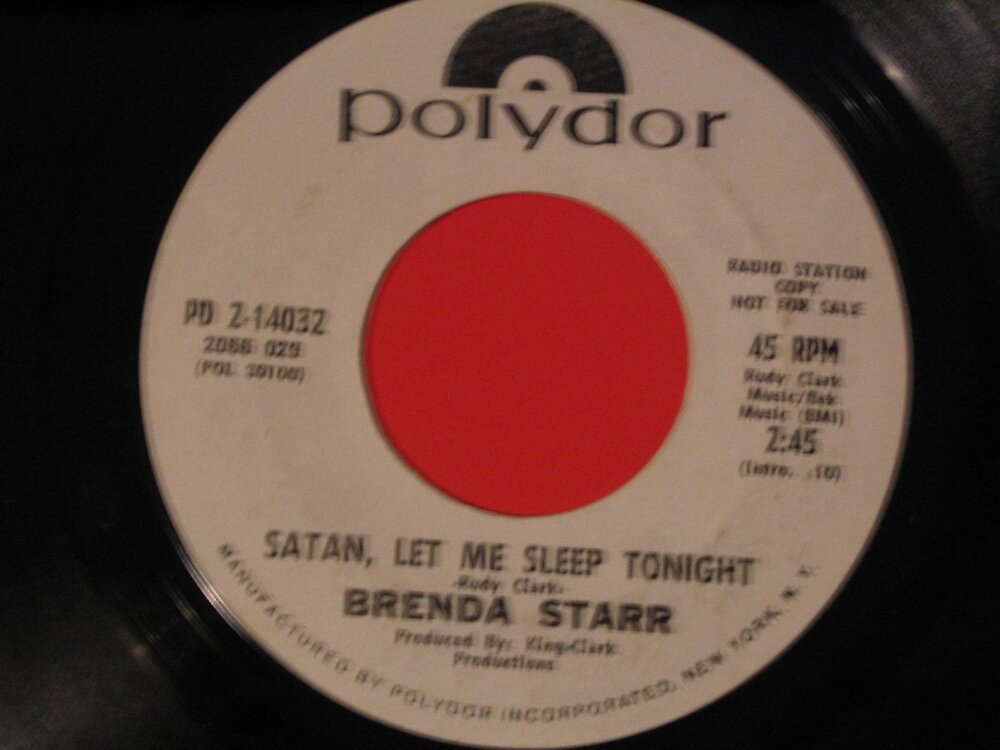 polydor
RADIO STATION
COPY
NOT FOR SALE
PD 2-14032
2066 029
(POL 30100)
45 RPM
Rudy Clark
Music/Bak
Music (BMI)
2:45
(Intro. :10)
SATAN, LET ME SLEEP TONIGHT
-Rudy Clark-
BRENDA STARR
Produced By: King-Clark
Productions
MANUFACTURED BY POLYDOR INCORPORATED, NEW YORK, N. Y.